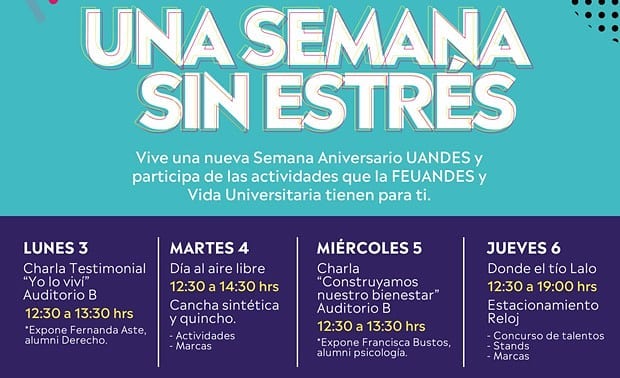 UNA SEMANA
SIN ESTRÉS
Vive una nueva Semana Aniversario UANDES y
participa de las actividades que la FEUANDES y
Vida Universitaria tienen para ti.
LUNES 3
Charla Testimonial
"Yo lo viví"
Auditorio B
12:30 a 13:30 hrs
*Expone Fernanda Aste,
alumni Derecho.
MARTES 4
Día al aire libre
12:30 a 14:30 hrs
Cancha sintética
y quincho.
- Actividades
- Marcas
MIÉRCOLES 5
Charla
"Construyamos
nuestro bienestar"
Auditorio B
12:30 a 13:30 hrs
*Expone Francisca Bustos,
alumni psicología.
JUEVES 6
Donde el tío Lalo
12:30 a 19:00 hrs
Estacionamiento
Reloj
- Concurso de talentos
- Stands
- Marcas